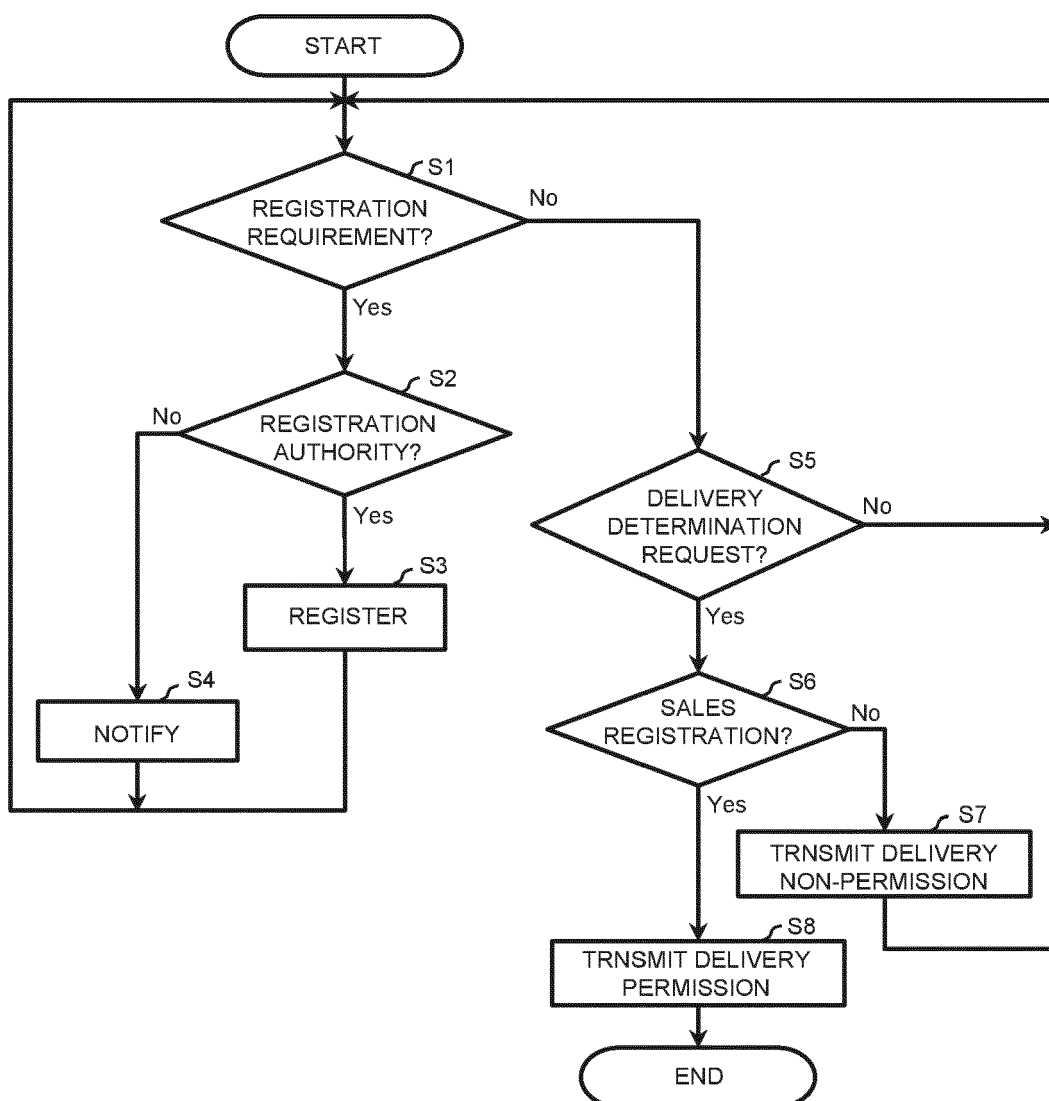 START
S1
REGISTRATION
REQUIREMENT?
No
Yes
S2
No
REGISTRATION
AUTHORITY?
Yes
S3
REGISTER
S4
NOTIFY
S5
DELIVERY
DETERMINATION
REQUEST?
No
Yes
S6
SALES
REGISTRATION?
No
Yes
S7
TRNSMIT DELIVERY
NON-PERMISSION
S8
TRNSMIT DELIVERY
PERMISSION
END